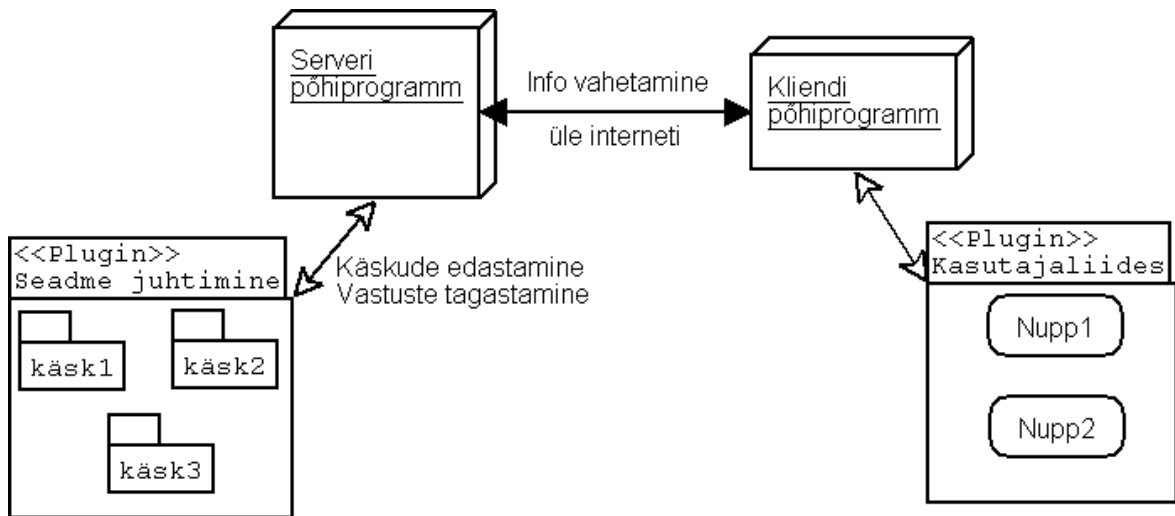 Serveri
põhiprogramm
Info vahetamine
üle interneti
Kliendi
põhiprogramm
<<Plugin>>
Seadme juhtimine
Käskude edastamine
Vastuste tagastamine
<<Plugin>>
Kasutajaliides
käsk1
käsk2
käsk3
Nupp1
Nupp2